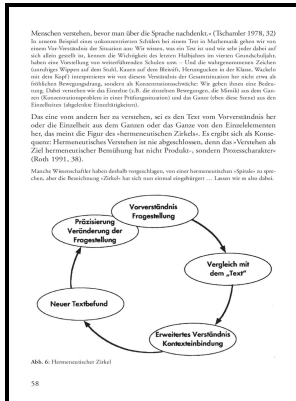 Menschen verstehen, bevor man über die Sprache nachdenkt.» (Tschamler 1978, 32)
In unserem Beispiel eines unkonzentrierten Schülers bei einem Test in Mathematik gehen wir von
einem Vor-Verständnis der Situation aus: Wir wissen, was ein Test ist und wie sehr jeder dabei auf
sich allein gestellt ist, kennen die Wichtigkeit des letzten Halbjahres im vierten Grundschuljahr,
haben eine Vorstellung von weiterführenden Schulen usw. – Und die wahrgenommenen Zeichen
(unruhiges Wippen auf dem Stuhl, Kauen auf dem Bleistift, Herumgucken in der Klasse, Wackeln
mit dem Kopf) interpretieren wir von diesem Verständnis der Gesamtsituation her nicht etwa als
fröhliche Bewegungsübung, sondern als Konzentrationsschwäche: Wir geben ihnen eine Bedeu-
tung. Dabei verstehen wir das Einzelne (z.B. die einzelnen Bewegungen, die Mimik) aus dem Gan-
zen (Konzentrationsproblem in einer Prüfungssituation) und das Ganze (eben diese Szene) aus den
Einzelheiten (abgelenkte Einzeltätigkeiten).
Das eine vom andern her zu verstehen, sei es den Text vom Vorverständnis her
oder die Einzelheit aus dem Ganzen oder das Ganze von den Einzelelementen
her, das meint die Figur des «hermeneutischen Zirkels». Es ergibt sich als Konse-
quenz: Hermeneutisches Verstehen ist nie abgeschlossen, denn das «Verstehen als
Ziel hermeneutischer Bemühung hat nicht Produkt-, sondern Prozesscharakter»
(Roth 1991, 38).
Manche Wissenschaftler haben deshalb vorgeschlagen, von einer hermeneutischen «Spirale» zu spre-
chen, aber die Bezeichnung «Zirkel» hat sich nun einmal eingebürgert ... Lassen wir es also dabei.
Vorverständnis
Fragestellung
Präzisierung
Veränderung der
Fragestellung
Vergleich mit
dem „Text"
Neuer Textbefund
Erweitertes Verständnis
Kontexteinbindung
Abb. 6: Hermeneutischer Zirkel
58